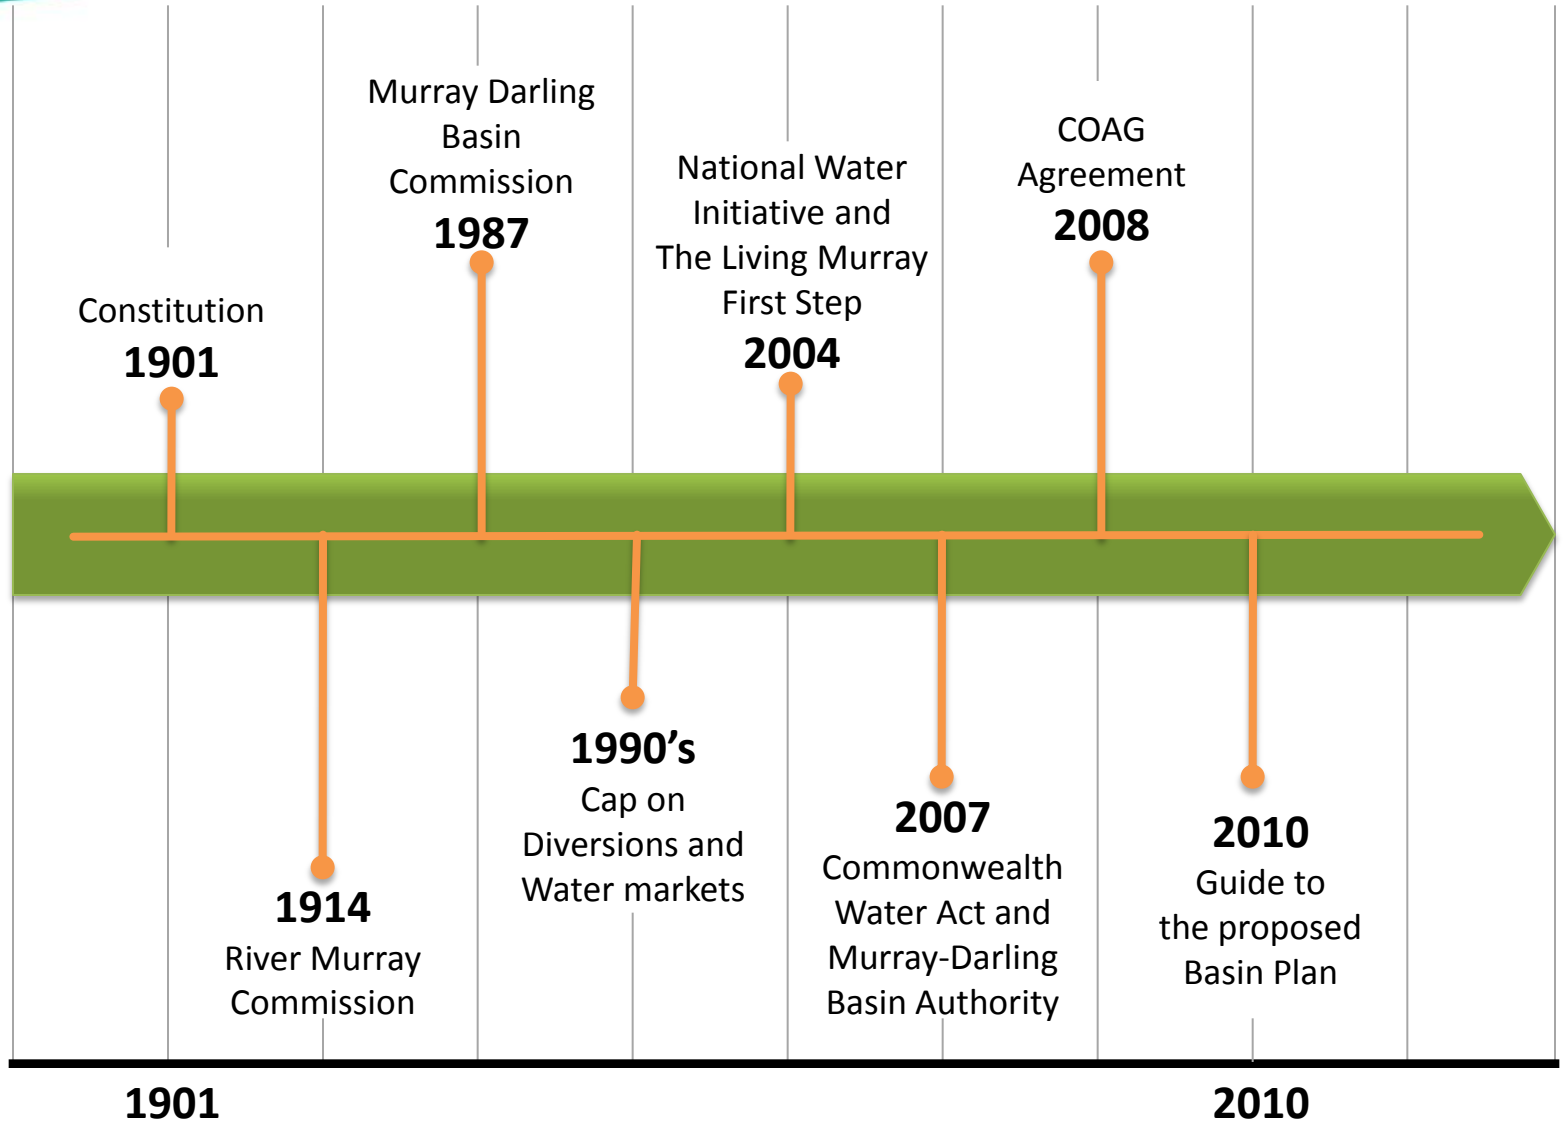 Constitution
1901
1914
River Murray
Commission
Murray Darling
Basin
Commission
1987
1990’s
Cap on
Diversions and
Water markets
National Water
Initiative and
The Living Murray
First Step
2004
2007
Commonwealth
Water Act and
Murray-Darling
Basin Authority
COAG
Agreement
2008
2010
Guide to
the proposed
Basin Plan
1901
2010